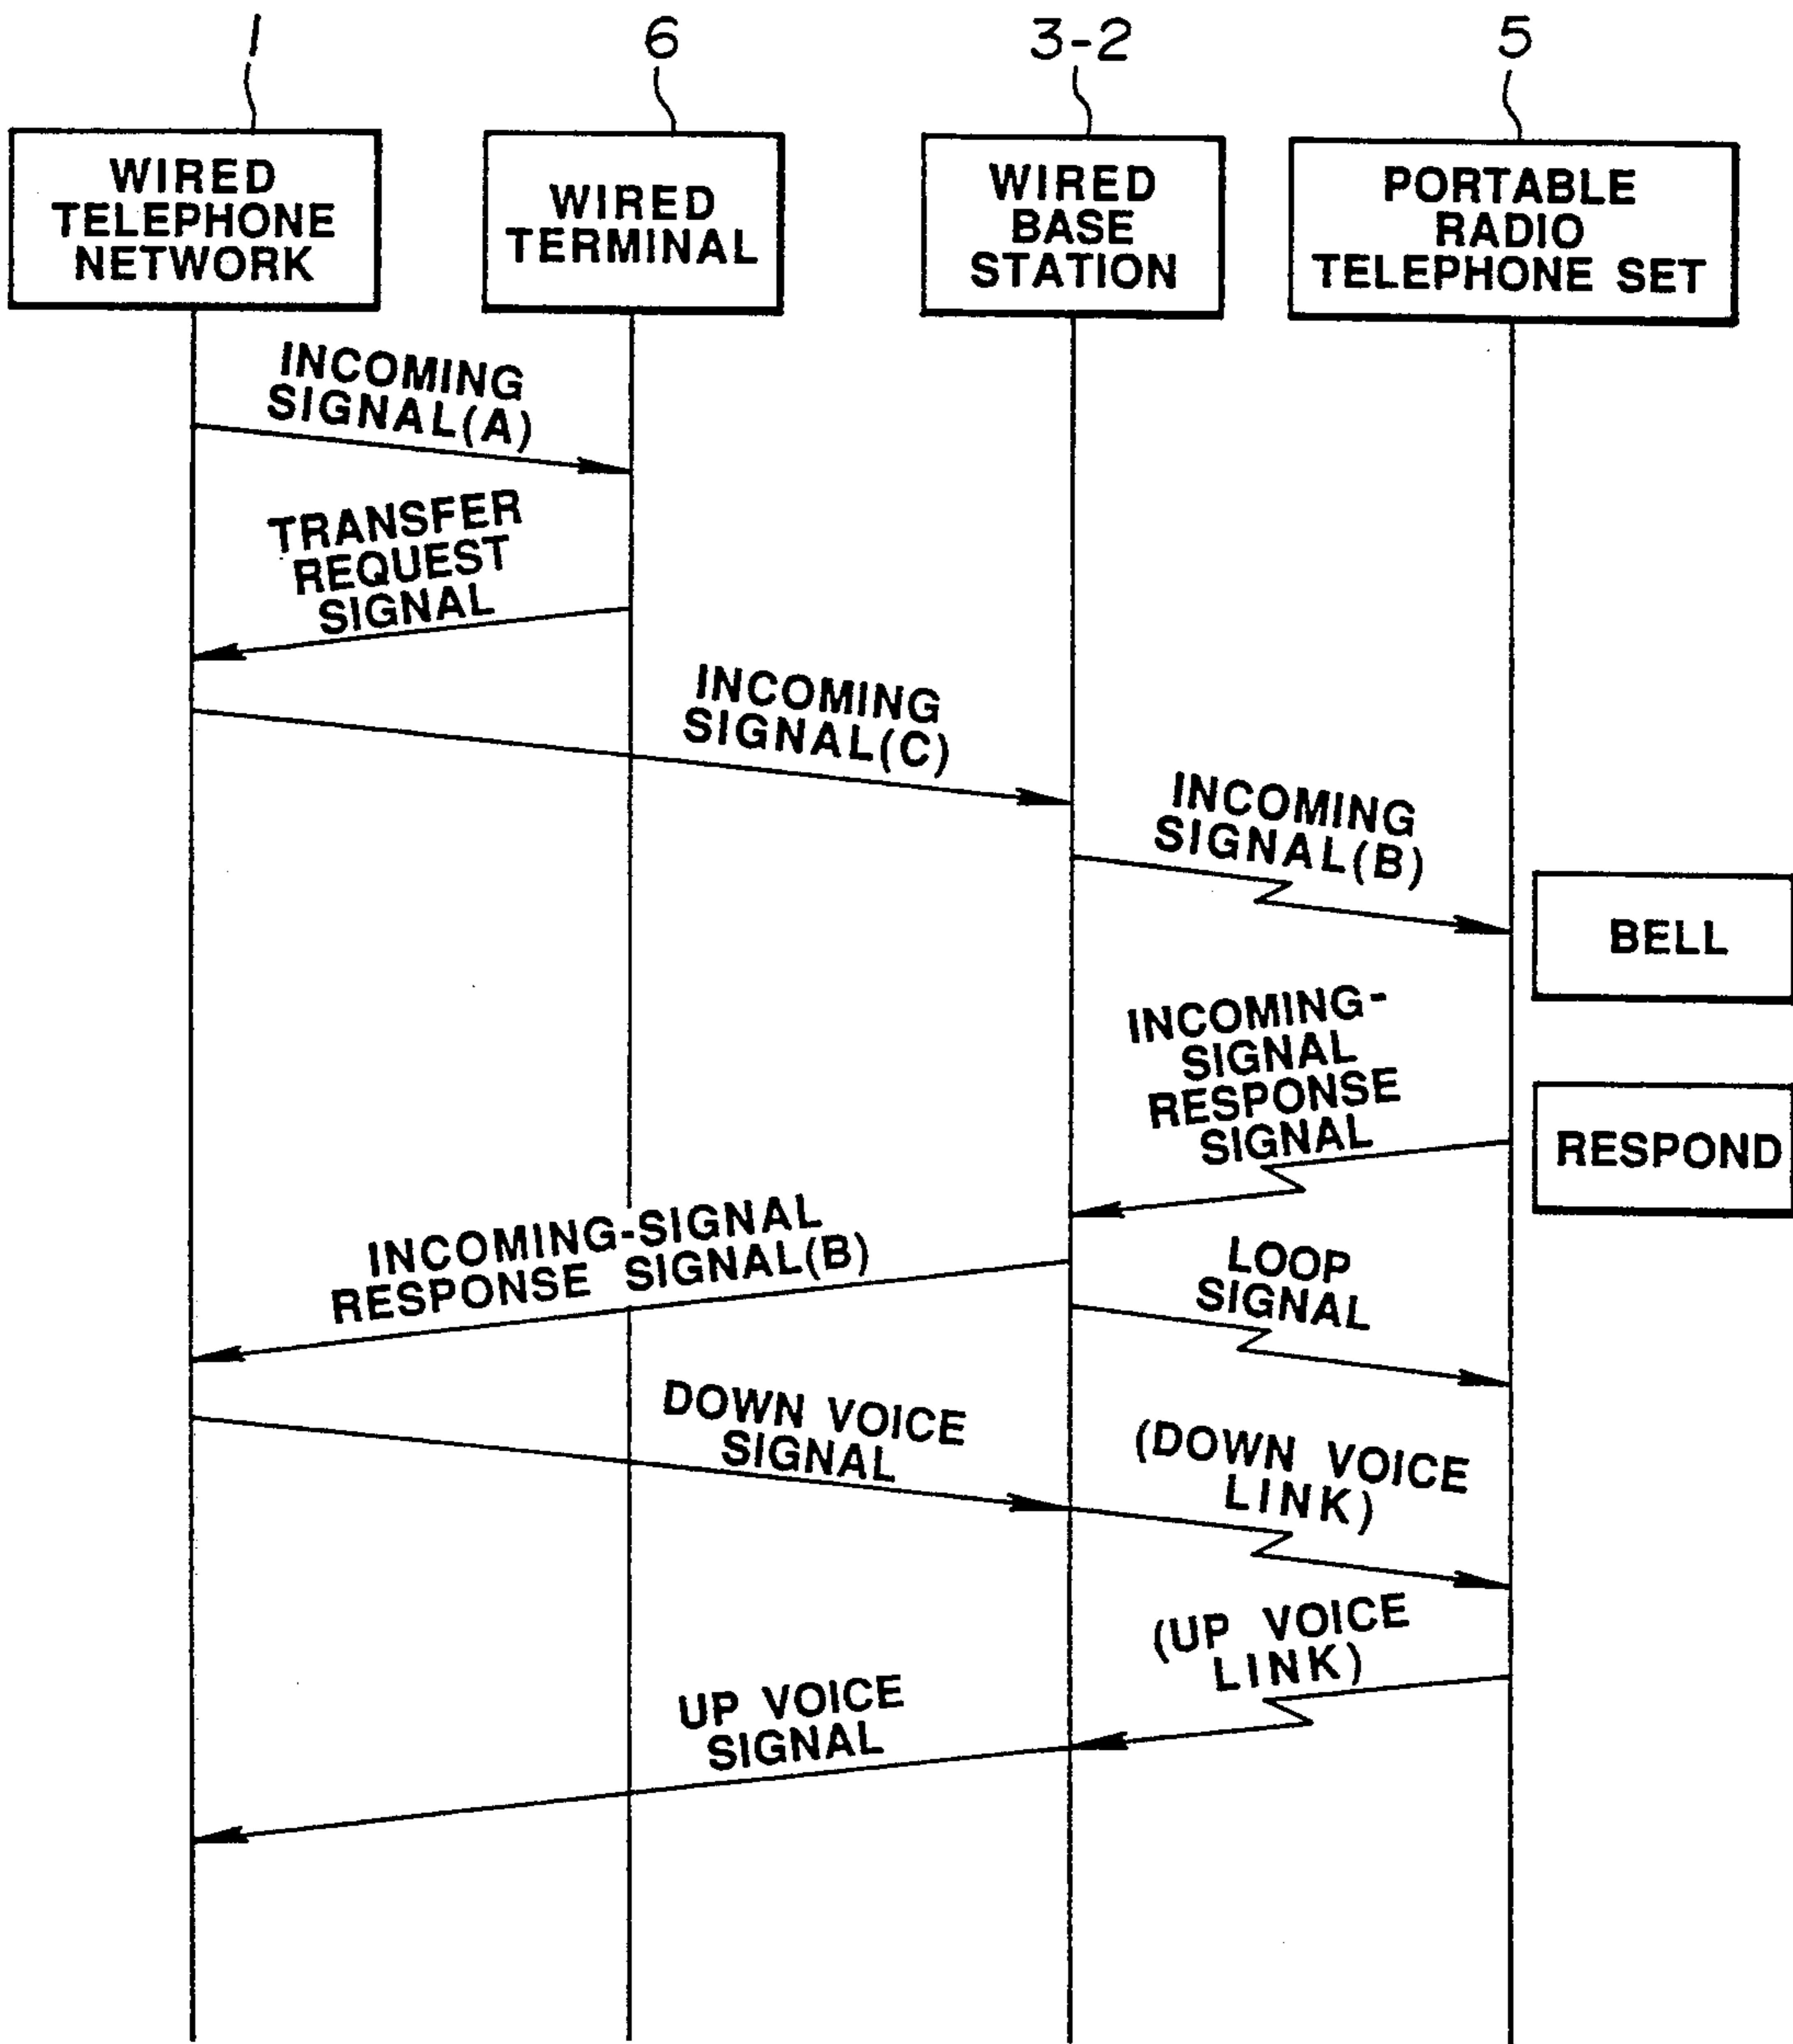 1
6
3-2
5
WIRED
TELEPHONE
NETWORK
WIRED
TERMINAL
WIRED
BASE
STATION
PORTABLE
RADIO
TELEPHONE SET
INCOMING
SIGNAL(A)
TRANSFER
REQUEST
SIGNAL
INCOMING
SIGNAL(C)
INCOMING
SIGNAL(B)
BELL
INCOMING-
SIGNAL
RESPONSE
SIGNAL
RESPOND
INCOMING-SIGNAL
RESPONSE SIGNAL(B)
LOOP
SIGNAL
DOWN VOICE
SIGNAL
(DOWN VOICE
LINK)
(UP VOICE
LINK)
UP VOICE
SIGNAL